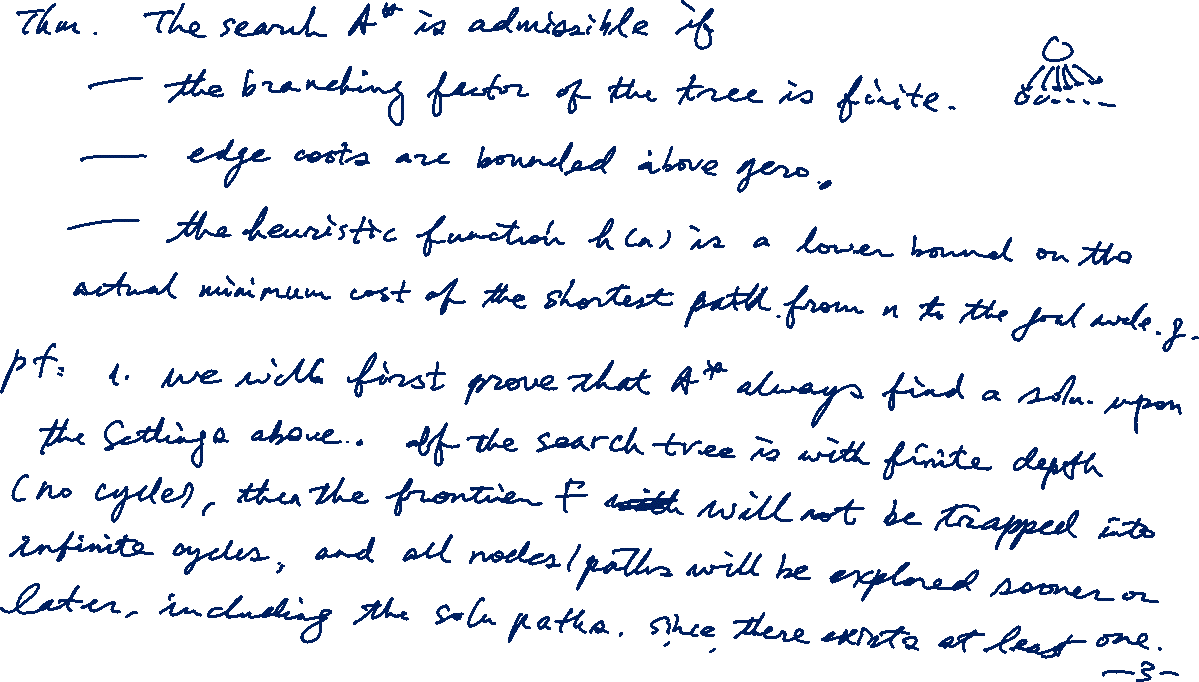 Thm. The search A* is admissible if
— the branching factor of the tree is finite.
— edge costs are bounded above zero.
— the heuristic function h(n) is a lower bound on the
actual minimum cost of the shortest path from n to the goal node g.
pf: 1. we will first prove that A* always find a soln. upon
the settings above. If the search tree is with finite depth
(no cycle), then the frontier F will not be trapped into
infinite cycles, and all nodes/paths will be explored sooner or
later, including the soln paths. since there exists at least one.
—3—